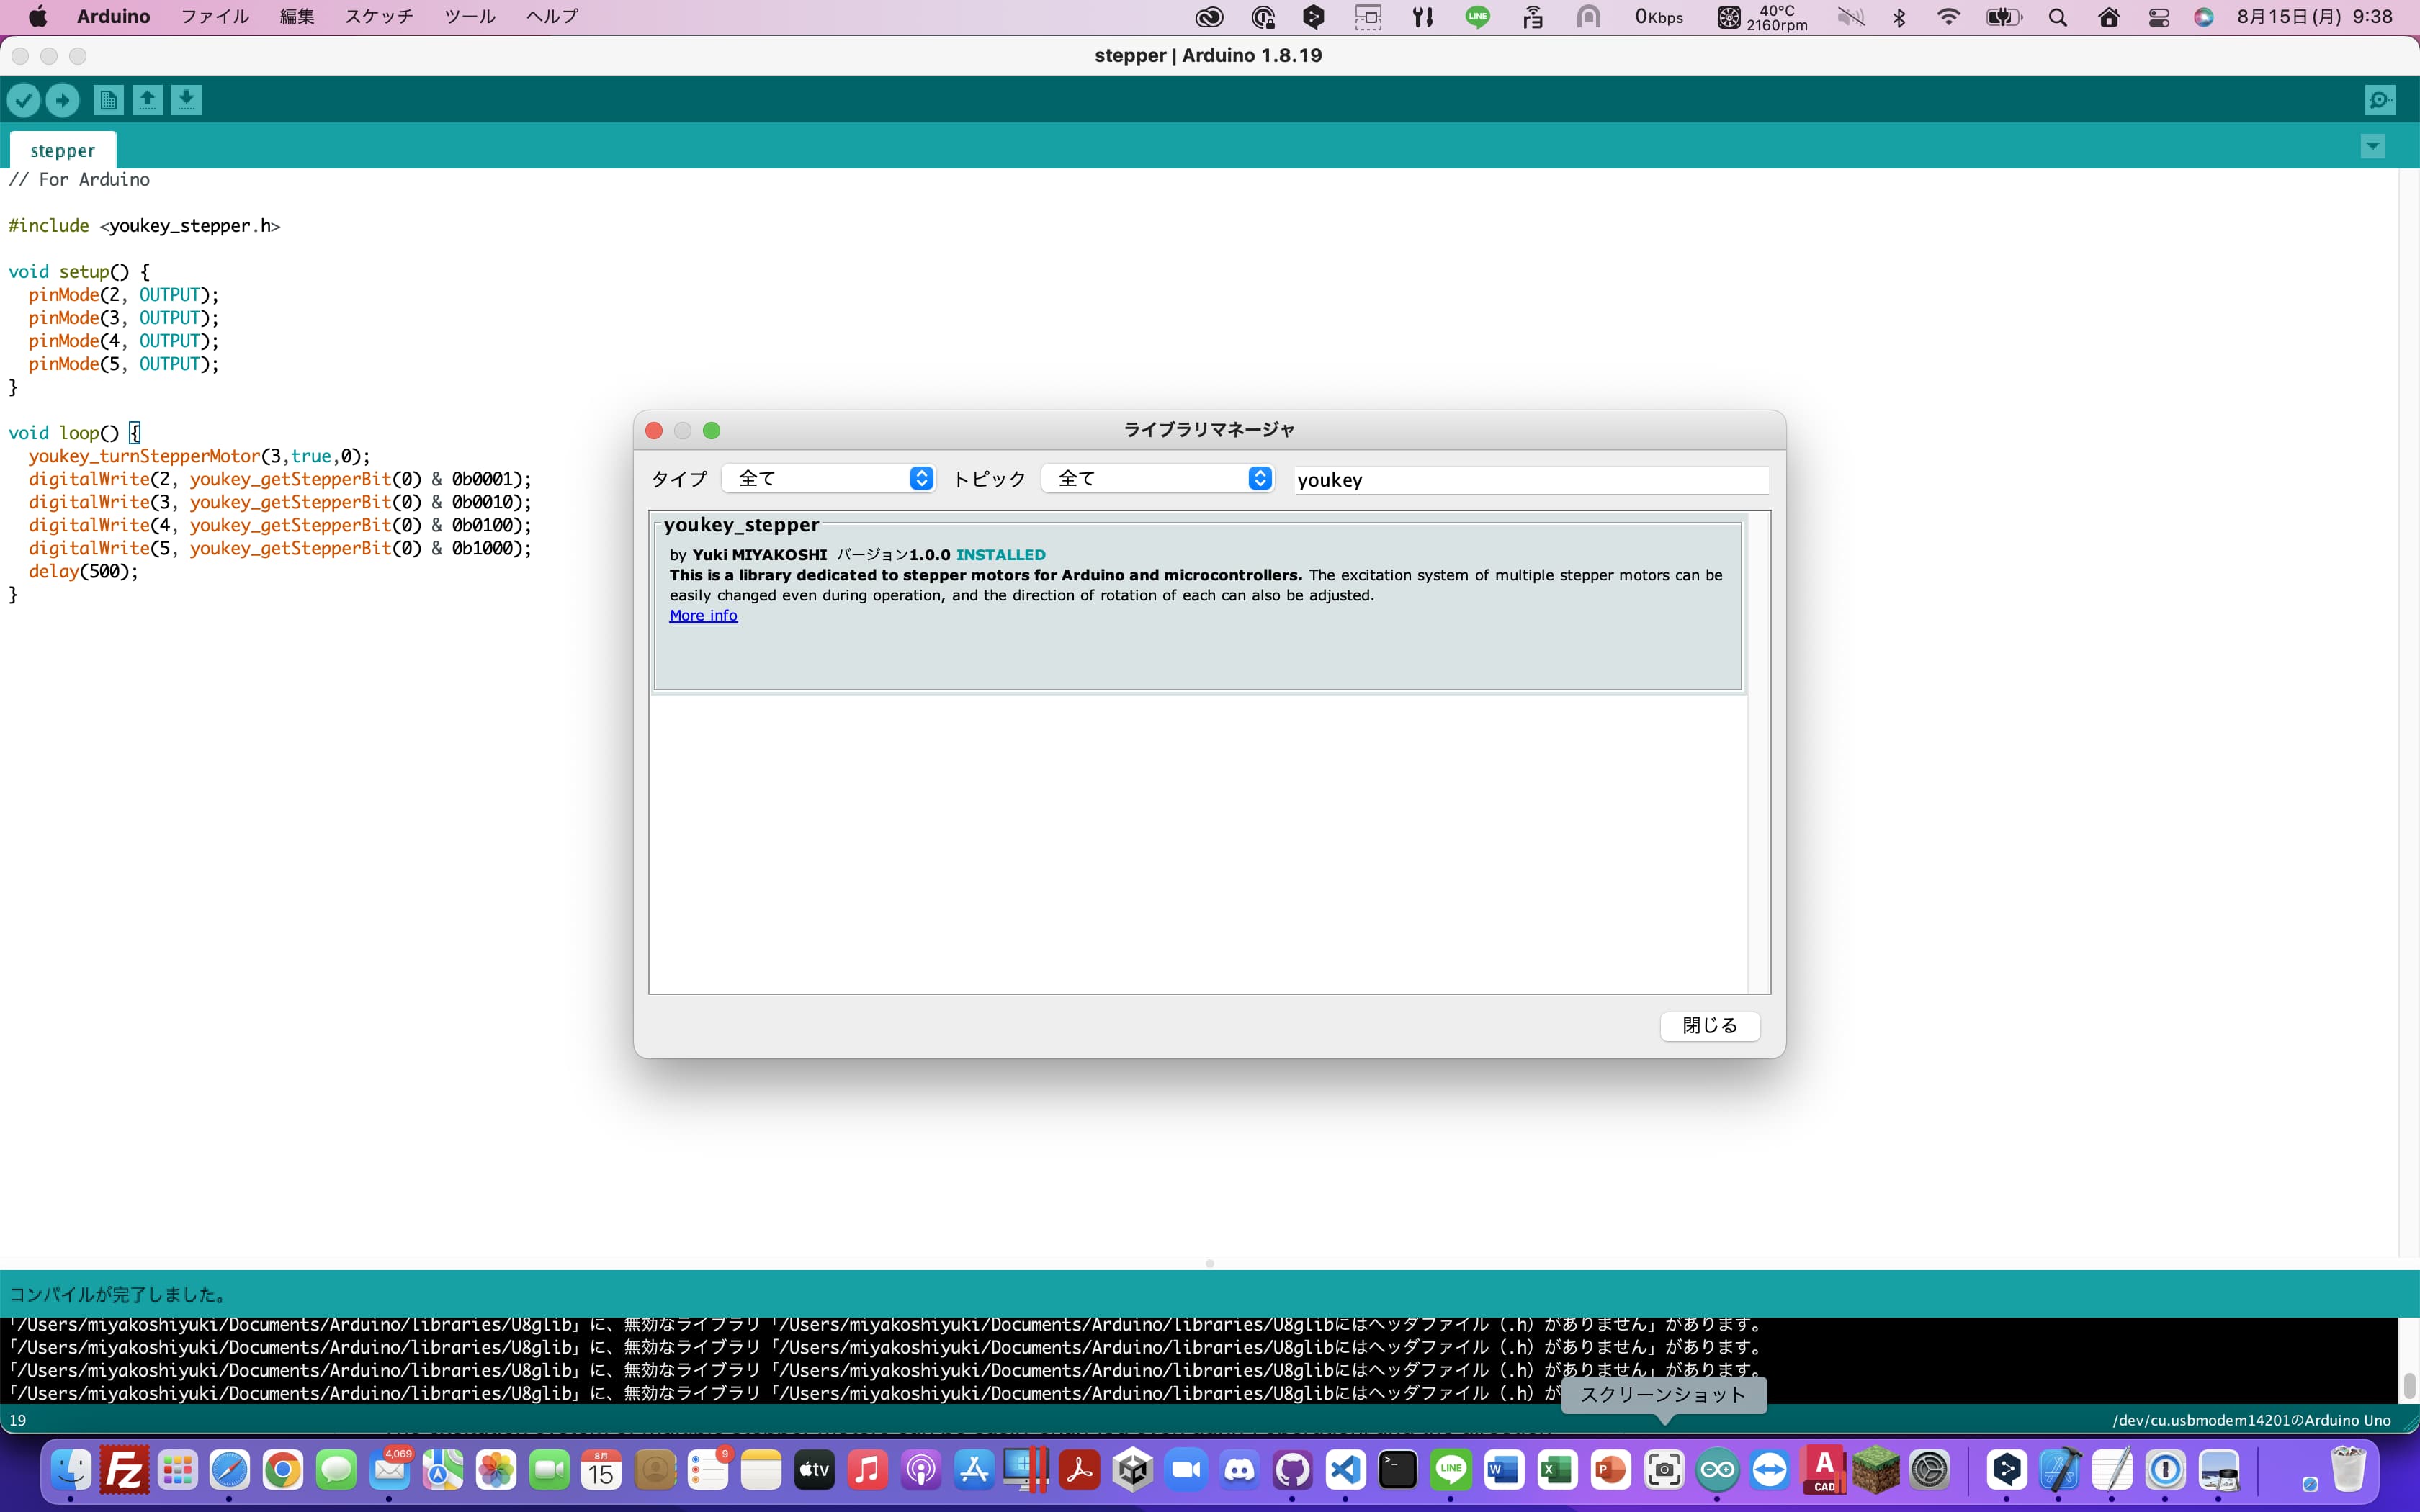 Arduino ファイル 編集 スケッチ ツール ヘルプ LINE 0Kbps 40°C 2160rpm 8月15日(月) 9:38
stepper | Arduino 1.8.19
stepper
// For Arduino
#include <youkey_stepper.h>
void setup() {
pinMode(2, OUTPUT);
pinMode(3, OUTPUT);
pinMode(4, OUTPUT);
pinMode(5, OUTPUT);
}
void loop() {
youkey_turnStepperMotor(3,true,0);
digitalWrite(2, youkey_getStepperBit(0) & 0b0001);
digitalWrite(3, youkey_getStepperBit(0) & 0b0010);
digitalWrite(4, youkey_getStepperBit(0) & 0b0100);
digitalWrite(5, youkey_getStepperBit(0) & 0b1000);
delay(500);
}
ライブラリマネージャ
タイプ 全て トピック 全て youkey
youkey_stepper
by Yuki MIYAKOSHI バージョン1.0.0 INSTALLED
This is a library dedicated to stepper motors for Arduino and microcontrollers. The excitation system of multiple stepper motors can be
easily changed even during operation, and the direction of rotation of each can also be adjusted.
More info
閉じる
コンパイルが完了しました。
「/Users/miyakoshiyuki/Documents/Arduino/libraries/U8glib」に、無効なライブラリ「/Users/miyakoshiyuki/Documents/Arduino/libraries/U8glibにはヘッダファイル（.h）がありません」があります。
「/Users/miyakoshiyuki/Documents/Arduino/libraries/U8glib」に、無効なライブラリ「/Users/miyakoshiyuki/Documents/Arduino/libraries/U8glibにはヘッダファイル（.h）がありません」があります。
「/Users/miyakoshiyuki/Documents/Arduino/libraries/U8glib」に、無効なライブラリ「/Users/miyakoshiyuki/Documents/Arduino/libraries/U8glibにはヘッダファイル（.h）がありません」があります。
「/Users/miyakoshiyuki/Documents/Arduino/libraries/U8glib」に、無効なライブラリ「/Users/miyakoshiyuki/Documents/Arduino/libraries/U8glibにはヘッダファイル（.h）が
スクリーンショット
19 /dev/cu.usbmodem14201のArduino Uno
Fz 4,069 8月 15 9 tv LINE W X P A CAD